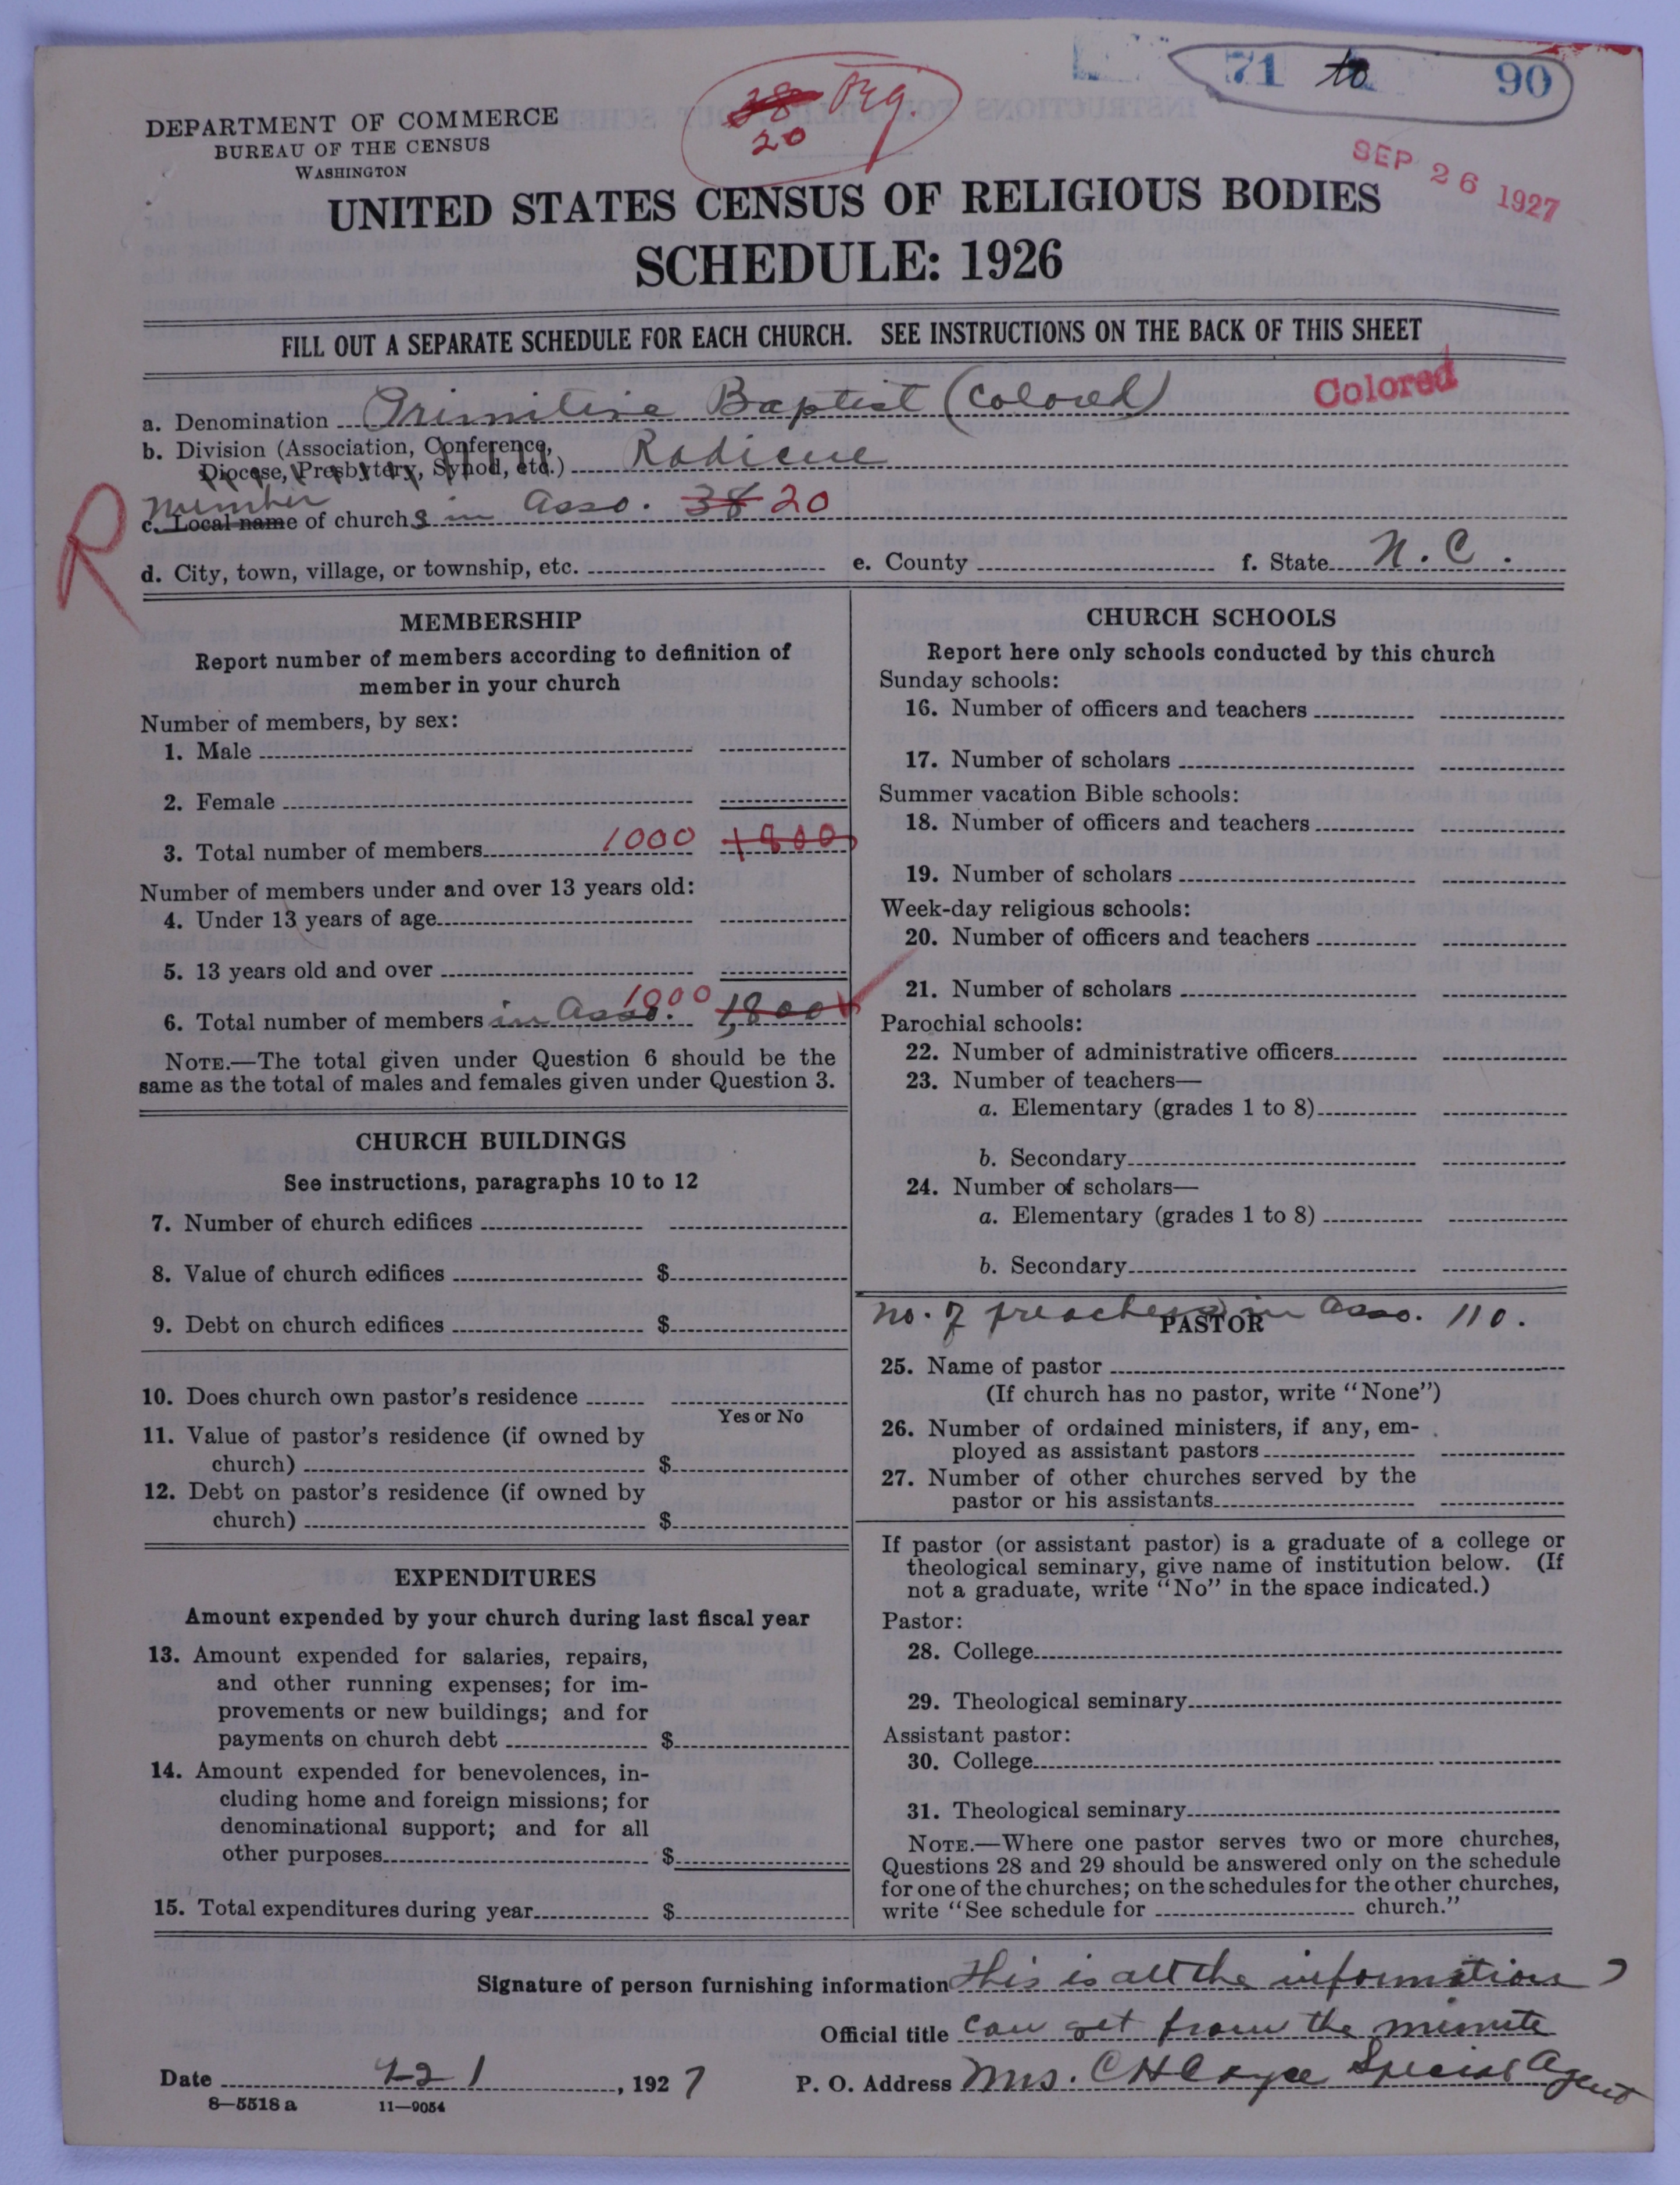 71 to 90
38 Org.
20
SEP 26 1927
DEPARTMENT OF COMMERCE
BUREAU OF THE CENSUS
WASHINGTON
UNITED STATES CENSUS OF RELIGIOUS BODIES
SCHEDULE: 1926
FILL OUT A SEPARATE SCHEDULE FOR EACH CHURCH. SEE INSTRUCTIONS ON THE BACK OF THIS SHEET
Colored
a. Denomination Primitive Baptist (Colored)
b. Division (Association, Conference,
Diocese, Presbytery, Synod, etc.) Radicue
Number
R
c. Local name of churchs in asso. 38 20
d. City, town, village, or township, etc. e. County f. State N.C.
MEMBERSHIP
Report number of members according to definition of
member in your church
Number of members, by sex:
1. Male
2. Female
3. Total number of members 1000 1800
Number of members under and over 13 years old:
4. Under 13 years of age
5. 13 years old and over
6. Total number of members in asso. 1000 1,800
NOTE.—The total given under Question 6 should be the
same as the total of males and females given under Question 3.
CHURCH BUILDINGS
See instructions, paragraphs 10 to 12
7. Number of church edifices
8. Value of church edifices $
9. Debt on church edifices $
10. Does church own pastor's residence
Yes or No
11. Value of pastor's residence (if owned by
church) $
12. Debt on pastor's residence (if owned by
church) $
EXPENDITURES
Amount expended by your church during last fiscal year
13. Amount expended for salaries, repairs,
and other running expenses; for im-
provements or new buildings; and for
payments on church debt $
14. Amount expended for benevolences, in-
cluding home and foreign missions; for
denominational support; and for all
other purposes $
15. Total expenditures during year $
CHURCH SCHOOLS
Report here only schools conducted by this church
Sunday schools:
16. Number of officers and teachers
17. Number of scholars
Summer vacation Bible schools:
18. Number of officers and teachers
19. Number of scholars
Week-day religious schools:
20. Number of officers and teachers
21. Number of scholars
Parochial schools:
22. Number of administrative officers
23. Number of teachers—
a. Elementary (grades 1 to 8)
b. Secondary
24. Number of scholars—
a. Elementary (grades 1 to 8)
b. Secondary
no. of preachers in asso. 110.
PASTOR
25. Name of pastor
(If church has no pastor, write "None")
26. Number of ordained ministers, if any, em-
ployed as assistant pastors
27. Number of other churches served by the
pastor or his assistants
If pastor (or assistant pastor) is a graduate of a college or
theological seminary, give name of institution below. (If
not a graduate, write "No" in the space indicated.)
Pastor:
28. College
29. Theological seminary
Assistant pastor:
30. College
31. Theological seminary
NOTE.—Where one pastor serves two or more churches,
Questions 28 and 29 should be answered only on the schedule
for one of the churches; on the schedules for the other churches,
write "See schedule for church."
Signature of person furnishing information This is all the information I
Official title can get from the minute
Date 221, 1927 P. O. Address Mrs. C H Cayce Special Agent
8—5518 a 11—9054